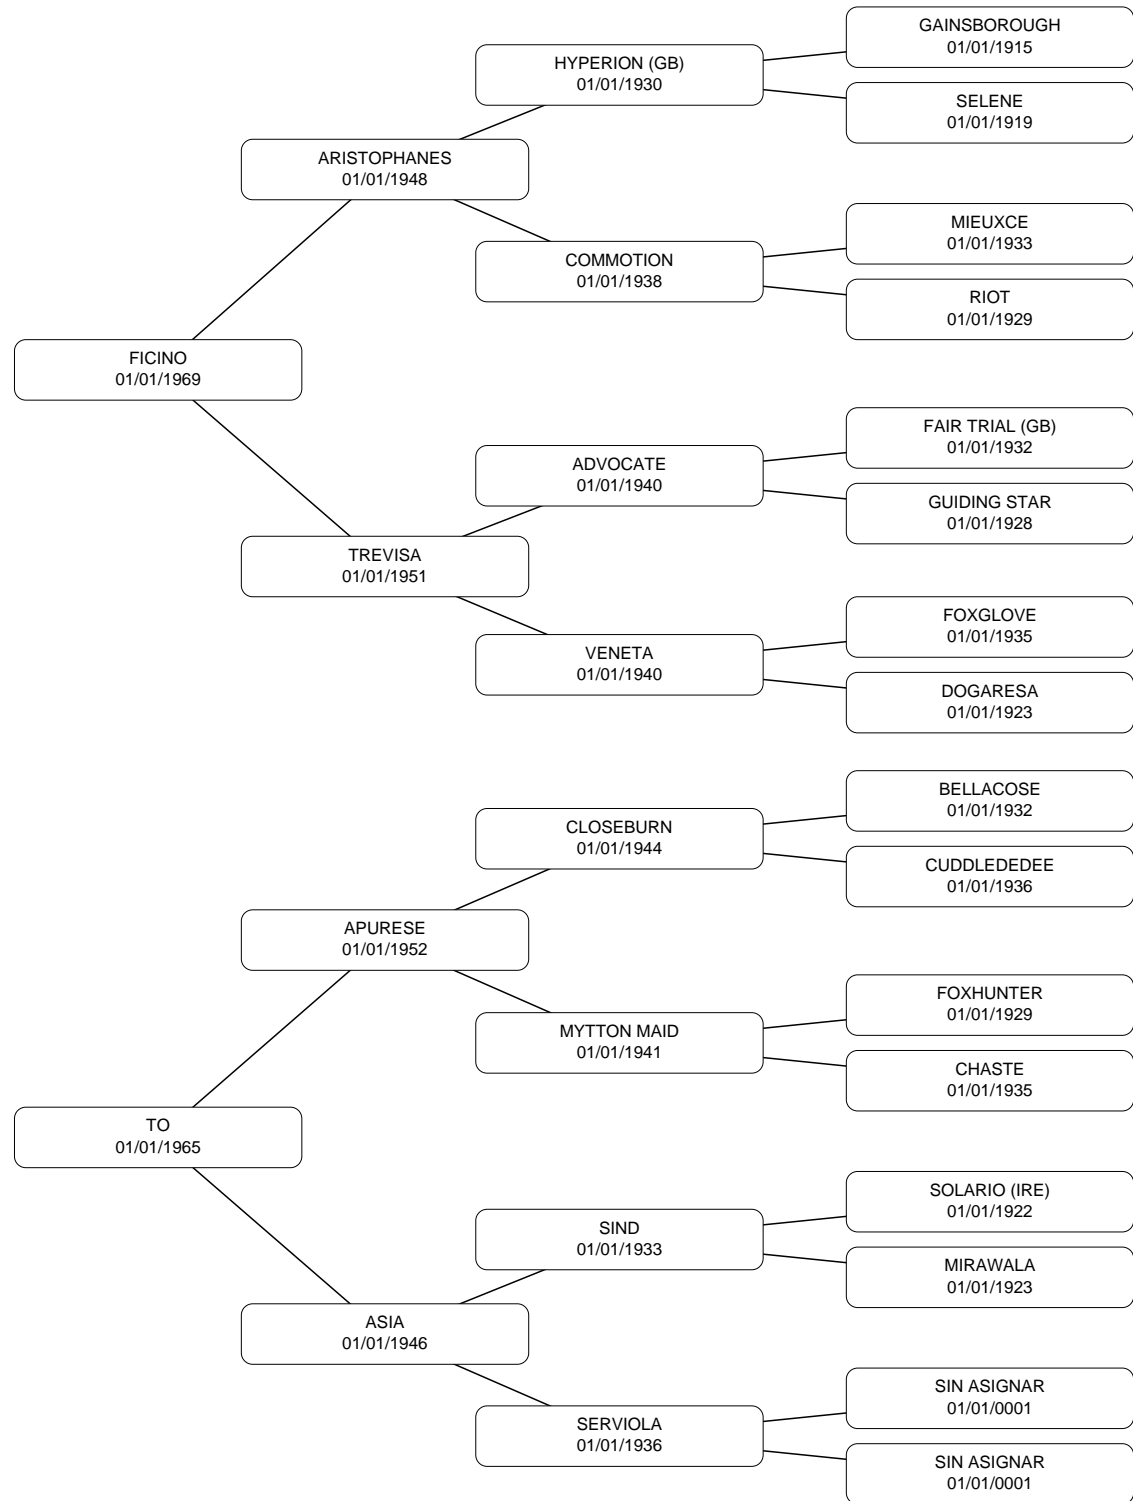 GAINSBOROUGH
01/01/1915
HYPERION (GB)
01/01/1930
SELENE
01/01/1919
ARISTOPHANES
01/01/1948
MIEUXCE
01/01/1933
COMMOTION
01/01/1938
RIOT
01/01/1929
FICINO
01/01/1969
FAIR TRIAL (GB)
01/01/1932
ADVOCATE
01/01/1940
GUIDING STAR
01/01/1928
TREVISA
01/01/1951
FOXGLOVE
01/01/1935
VENETA
01/01/1940
DOGARESA
01/01/1923
BELLACOSE
01/01/1932
CLOSEBURN
01/01/1944
CUDDLEDEDEE
01/01/1936
APURESE
01/01/1952
FOXHUNTER
01/01/1929
MYTTON MAID
01/01/1941
CHASTE
01/01/1935
TO
01/01/1965
SOLARIO (IRE)
01/01/1922
SIND
01/01/1933
MIRAWALA
01/01/1923
ASIA
01/01/1946
SIN ASIGNAR
01/01/0001
SERVIOLA
01/01/1936
SIN ASIGNAR
01/01/0001